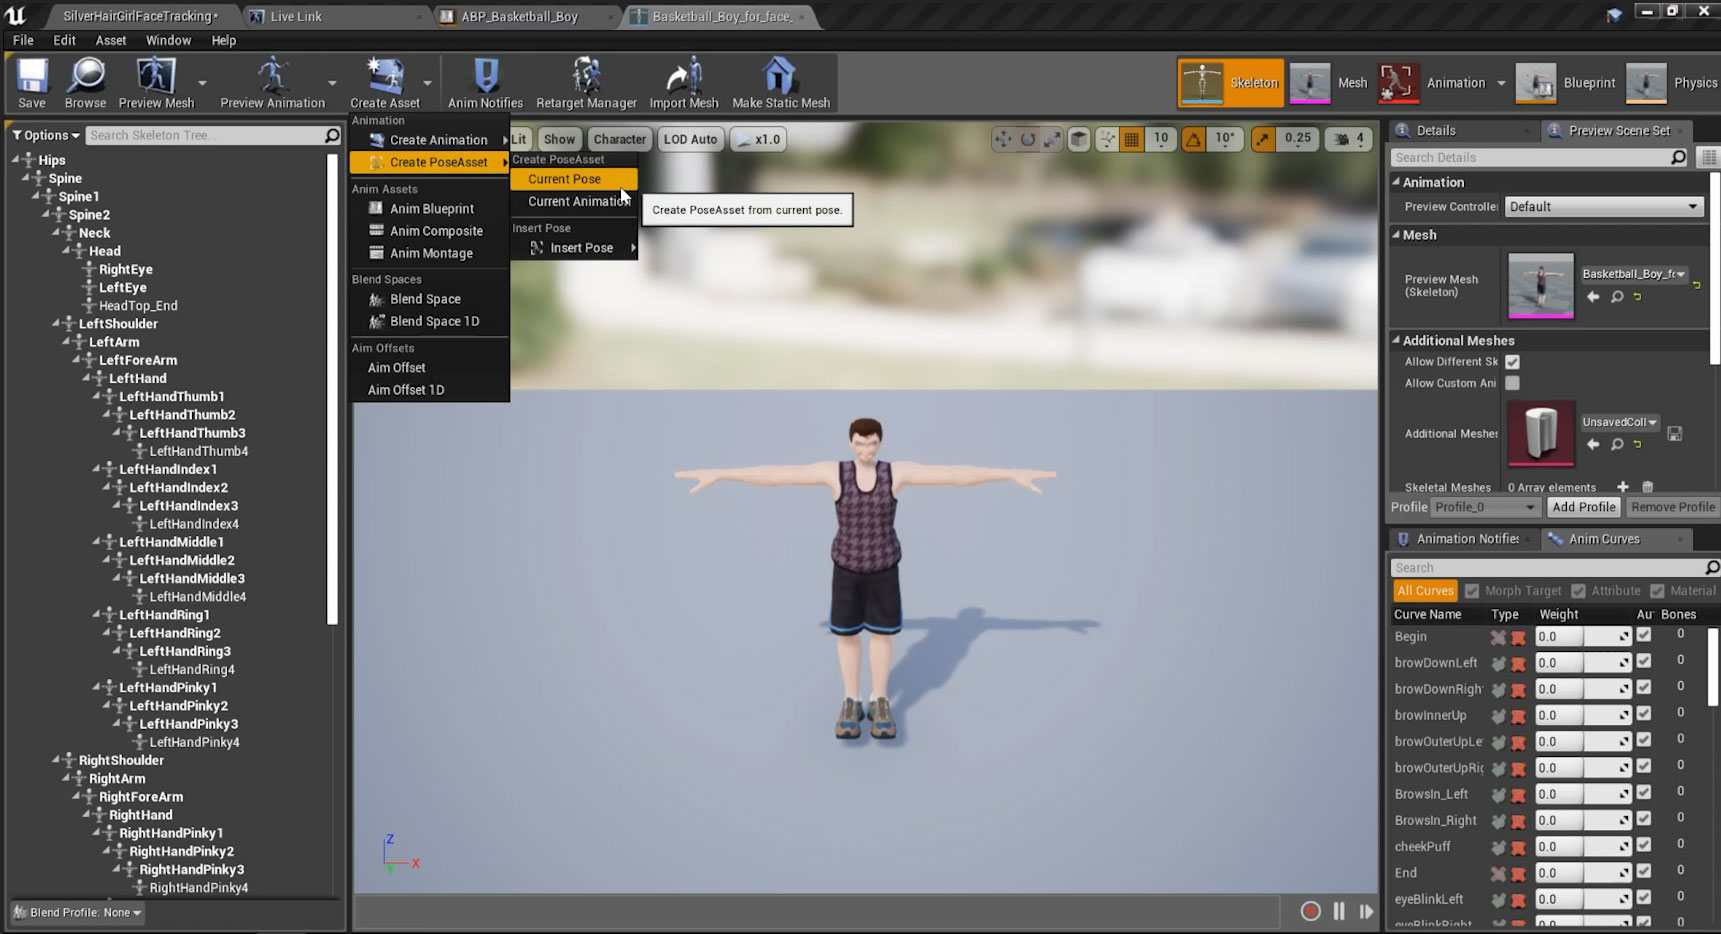 SilverHairGirlFaceTracking*
Live Link
ABP_Basketball_Boy
Basketball_Boy_for_face_
File Edit Asset Window Help
Save Browse Preview Mesh Preview Animation Create Asset Anim Notifies Retarget Manager Import Mesh Make Static Mesh
Skeleton Mesh Animation Blueprint Physics
Options Search Skeleton Tree...
Hips
Spine
Spine1
Spine2
Neck
Head
RightEye
LeftEye
HeadTop_End
LeftShoulder
LeftArm
LeftForeArm
LeftHand
LeftHandThumb1
LeftHandThumb2
LeftHandThumb3
LeftHandThumb4
LeftHandIndex1
LeftHandIndex2
LeftHandIndex3
LeftHandIndex4
LeftHandMiddle1
LeftHandMiddle2
LeftHandMiddle3
LeftHandMiddle4
LeftHandRing1
LeftHandRing2
LeftHandRing3
LeftHandRing4
LeftHandPinky1
LeftHandPinky2
LeftHandPinky3
LeftHandPinky4
RightShoulder
RightArm
RightForeArm
RightHand
RightHandPinky1
RightHandPinky2
RightHandPinky3
RightHandPinky4
Blend Profile: None
Animation
Create Animation
Create PoseAsset
Anim Assets
Anim Blueprint
Anim Composite
Anim Montage
Blend Spaces
Blend Space
Blend Space 1D
Aim Offsets
Aim Offset
Aim Offset 1D
Lit Show Character LOD Auto x1.0
10 10° 0.25 4
Create PoseAsset
Current Pose
Current Animation
Insert Pose
Insert Pose
Create PoseAsset from current pose.
Z
X
Y
Details Preview Scene Set
Search Details
Animation
Preview Controlle Default
Mesh
Preview Mesh
(Skeleton)
Basketball_Boy_fc
Additional Meshes
Allow Different Sk
Allow Custom Ani
Additional Meshes
UnsavedColl
Skeletal Meshes 0 Array elements
Profile Profile_0 Add Profile Remove Profile
Animation Notifie: Anim Curves
Search
All Curves Morph Target Attribute Material
Curve Name Type Weight Au Bones
Begin 0.0 0
browDownLeft 0.0 0
browDownRigh 0.0 0
browInnerUp 0.0 0
browOuterUpLe 0.0 0
browOuterUpRig 0.0 0
BrowsIn_Left 0.0 0
BrowsIn_Right 0.0 0
cheekPuff 0.0 0
End 0.0 0
eyeBlinkLeft 0.0 0
eyeBlinkRight 0.0 0